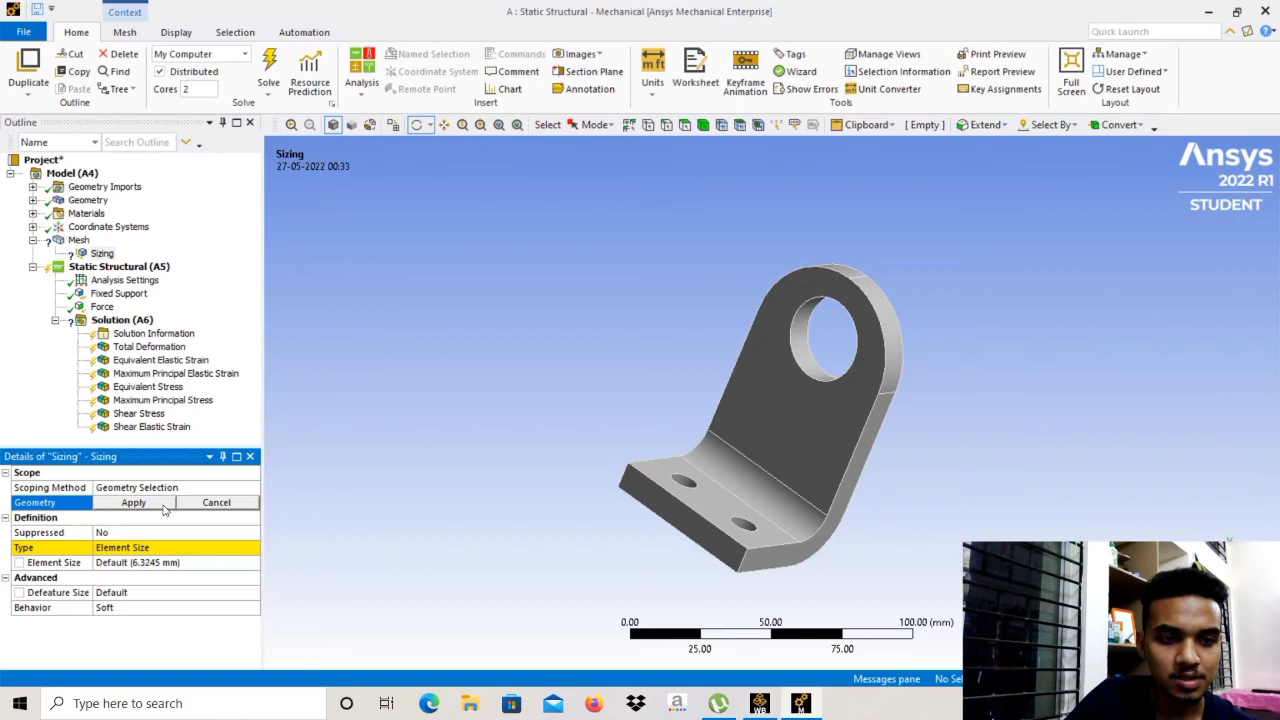 Context
A : Static Structural - Mechanical [Ansys Mechanical Enterprise]
File
Home
Mesh
Display
Selection
Automation
Quick Launch
Duplicate
Cut
Copy
Paste
Delete
Find
Tree
Outline
My Computer
Distributed
Cores 2
Solve
Resource Prediction
Solve
Analysis
Named Selection
Coordinate System
Remote Point
Commands
Comment
Chart
Images
Section Plane
Annotation
Insert
Units
Worksheet
Keyframe Animation
Tags
Wizard
Show Errors
Manage Views
Selection Information
Unit Converter
Print Preview
Report Preview
Key Assignments
Tools
Full Screen
Manage
User Defined
Reset Layout
Layout
Outline
Name
Search Outline
Select
Mode
Clipboard
[ Empty ]
Extend
Select By
Convert
Project*
Model (A4)
Geometry Imports
Geometry
Materials
Coordinate Systems
Mesh
Sizing
Static Structural (A5)
Analysis Settings
Fixed Support
Force
Solution (A6)
Solution Information
Total Deformation
Equivalent Elastic Strain
Maximum Principal Elastic Strain
Equivalent Stress
Maximum Principal Stress
Shear Stress
Shear Elastic Strain
Details of "Sizing" - Sizing
Scope
Scoping Method Geometry Selection
Geometry Apply Cancel
Definition
Suppressed No
Type Element Size
Element Size Default (6.3245 mm)
Advanced
Defeature Size Default
Behavior Soft
Sizing
27-05-2022 00:33
Ansys
2022 R1
STUDENT
0.00 50.00 100.00 (mm)
25.00 75.00
Messages pane
No Sel
Type here to search